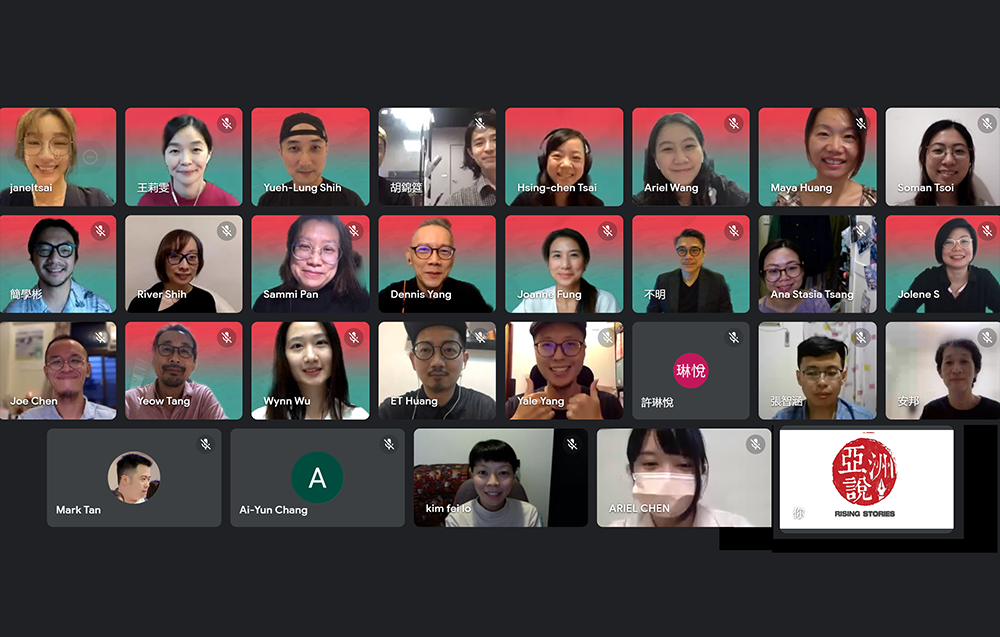 janeltsai
王莉雯
Yueh-Lung Shih
胡錦筳
Hsing-chen Tsai
Ariel Wang
Maya Huang
Soman Tsoi
簡學彬
River Shih
Sammi Pan
Dennis Yang
Joanne Fung
不明
Ana Stasia Tsang
Jolene S
Joe Chen
Yeow Tang
Wynn Wu
ET Huang
Yale Yang
琳悅
許琳悅
張智涵
安邦
Mark Tan
A
Ai-Yun Chang
kim fei lo
ARIEL CHEN
亞洲
說
RISING STORIES
你